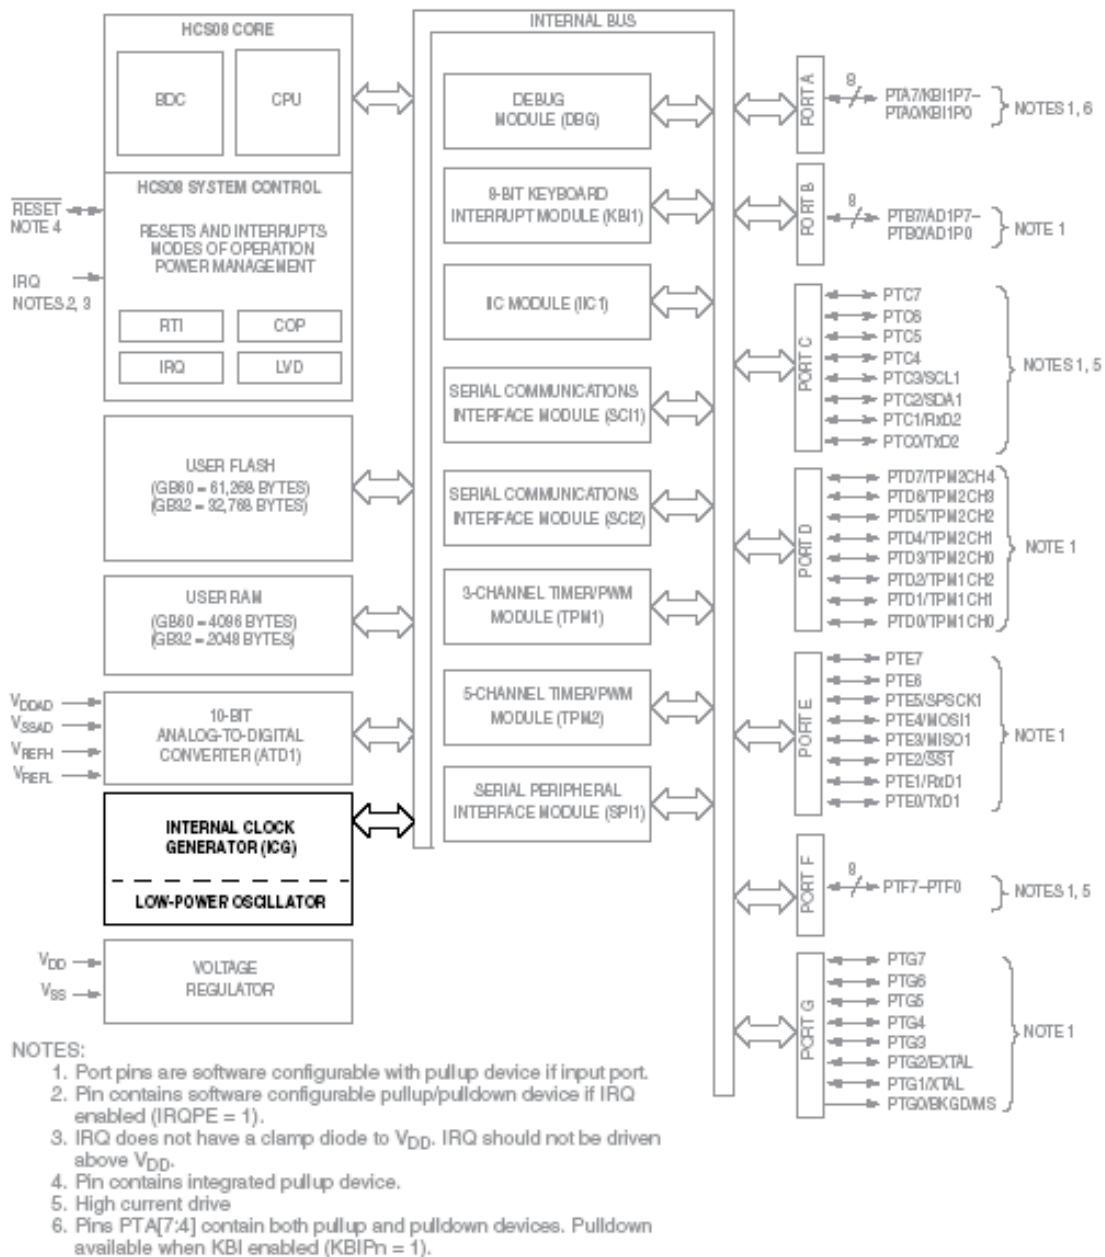 HCS08 CORE
BDC
CPU
HCS08 SYSTEM CONTROL
RESETS AND INTERRUPTS
MODES OF OPERATION
POWER MANAGEMENT
RTI
COP
IRQ
LVD
RESET
NOTE 4
IRQ
NOTES 2, 3
USER FLASH
(GB60 = 61,268 BYTES)
(GB32 = 32,768 BYTES)
USER RAM
(GB60 = 4096 BYTES)
(GB32 = 2048 BYTES)
VDDAD
VSSAD
VREFH
VREFL
10-BIT
ANALOG-TO-DIGITAL
CONVERTER (ATD1)
INTERNAL CLOCK
GENERATOR (ICG)
LOW-POWER OSCILLATOR
VDD
VSS
VOLTAGE
REGULATOR
INTERNAL BUS
DEBUG
MODULE (DBG)
8-BIT KEYBOARD
INTERRUPT MODULE (KBI1)
IIC MODULE (IIC1)
SERIAL COMMUNICATIONS
INTERFACE MODULE (SCI1)
SERIAL COMMUNICATIONS
INTERFACE MODULE (SCI2)
3-CHANNEL TIMER/PWM
MODULE (TPM1)
5-CHANNEL TIMER/PWM
MODULE (TPM2)
SERIAL PERIPHERAL
INTERFACE MODULE (SPI1)
PORT A
8
PTA7/KBI1P7–
PTA0/KBI1P0
NOTES 1, 6
PORT B
8
PTB7/AD1P7–
PTB0/AD1P0
NOTE 1
PORT C
PTC7
PTC6
PTC5
PTC4
PTC3/SCL1
PTC2/SDA1
PTC1/RxD2
PTC0/TxD2
NOTES 1, 5
PORT D
PTD7/TPM2CH4
PTD6/TPM2CH3
PTD5/TPM2CH2
PTD4/TPM2CH1
PTD3/TPM2CH0
PTD2/TPM1CH2
PTD1/TPM1CH1
PTD0/TPM1CH0
NOTE 1
PORT E
PTE7
PTE6
PTE5/SPSCK1
PTE4/MOSI1
PTE3/MISO1
PTE2/SS1
PTE1/RxD1
PTE0/TxD1
NOTE 1
PORT F
8
PTF7–PTF0
NOTES 1, 5
PORT G
PTG7
PTG6
PTG5
PTG4
PTG3
PTG2/EXTAL
PTG1/XTAL
PTG0/BKGD/MS
NOTE 1
NOTES:
1. Port pins are software configurable with pullup device if input port.
2. Pin contains software configurable pullup/pulldown device if IRQ
enabled (IRQPE = 1).
3. IRQ does not have a clamp diode to VDD. IRQ should not be driven
above VDD.
4. Pin contains integrated pullup device.
5. High current drive
6. Pins PTA[7:4] contain both pullup and pulldown devices. Pulldown
available when KBI enabled (KBIPn = 1).